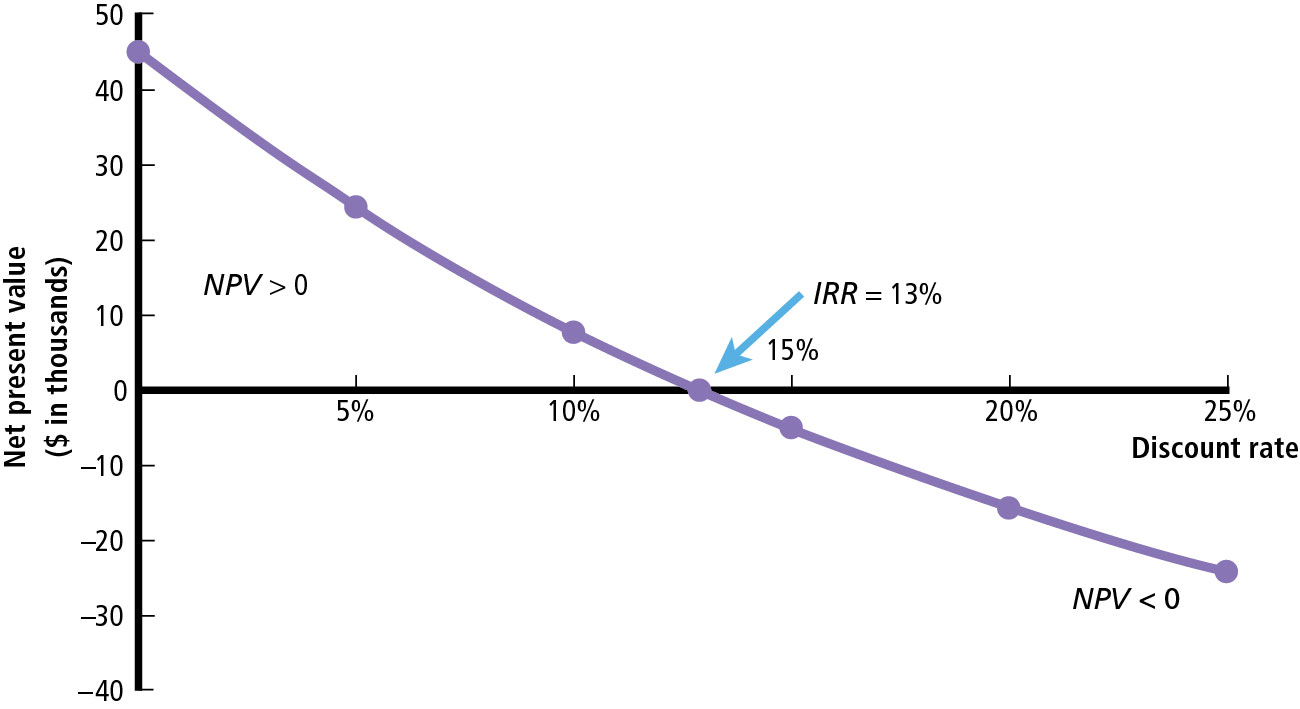 50
40
30
20
10
0
–10
–20
–30
–40
Net present value
($ in thousands)
NPV > 0
IRR = 13%
15%
5%
10%
20%
25%
Discount rate
NPV < 0